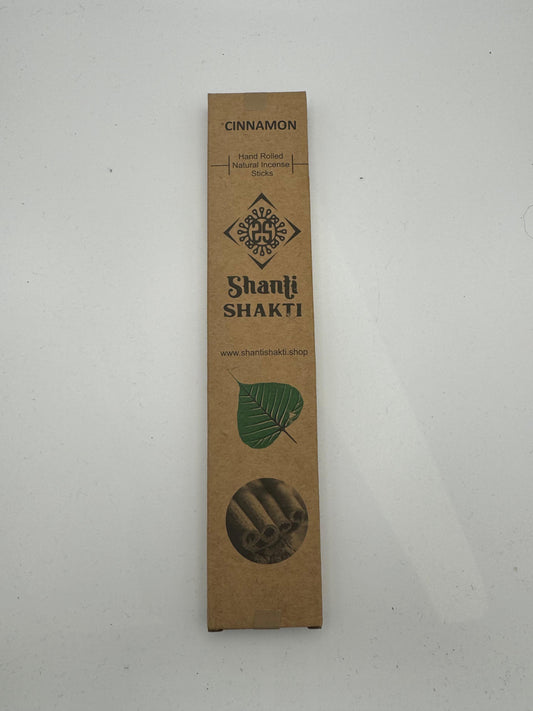 CINNAMON
Hand Rolled
Natural Incense
Sticks
Shanti
SHAKTI
www.shantishakti.shop